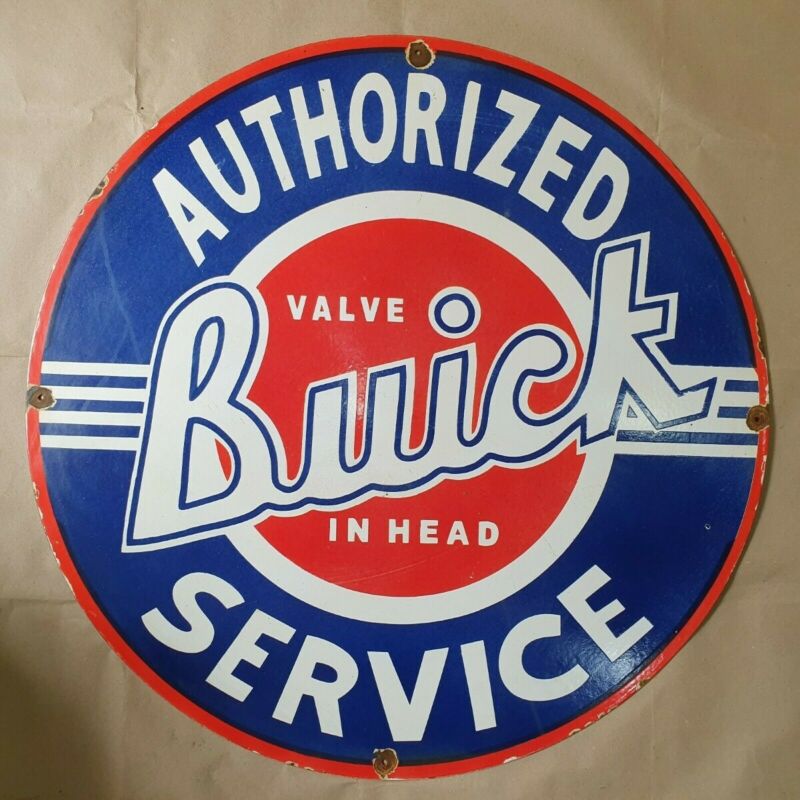 AUTHORIZED
VALVE
Buick
IN HEAD
SERVICE